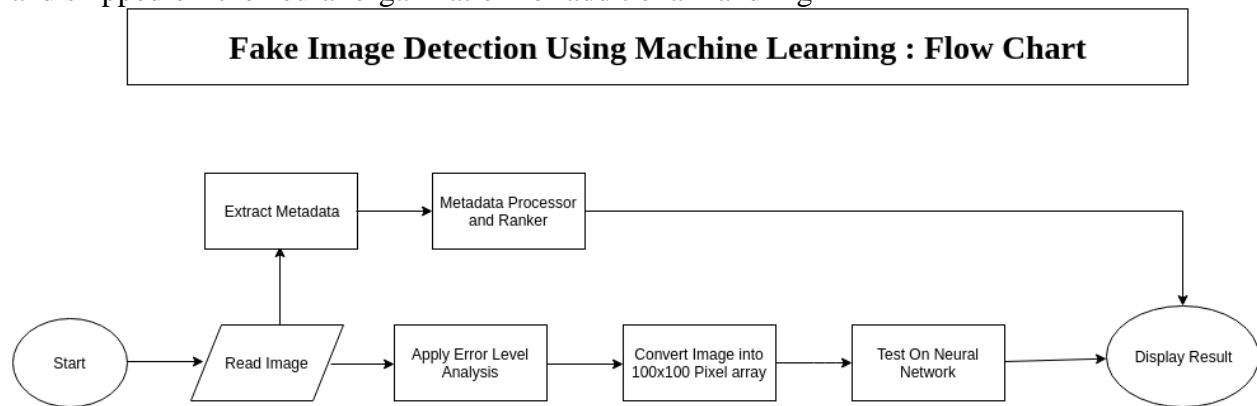 Fake Image Detection Using Machine Learning : Flow Chart
Extract Metadata
Metadata Processor
and Ranker
Start
Read Image
Apply Error Level
Analysis
Convert Image into
100x100 Pixel array
Test On Neural
Network
Display Result